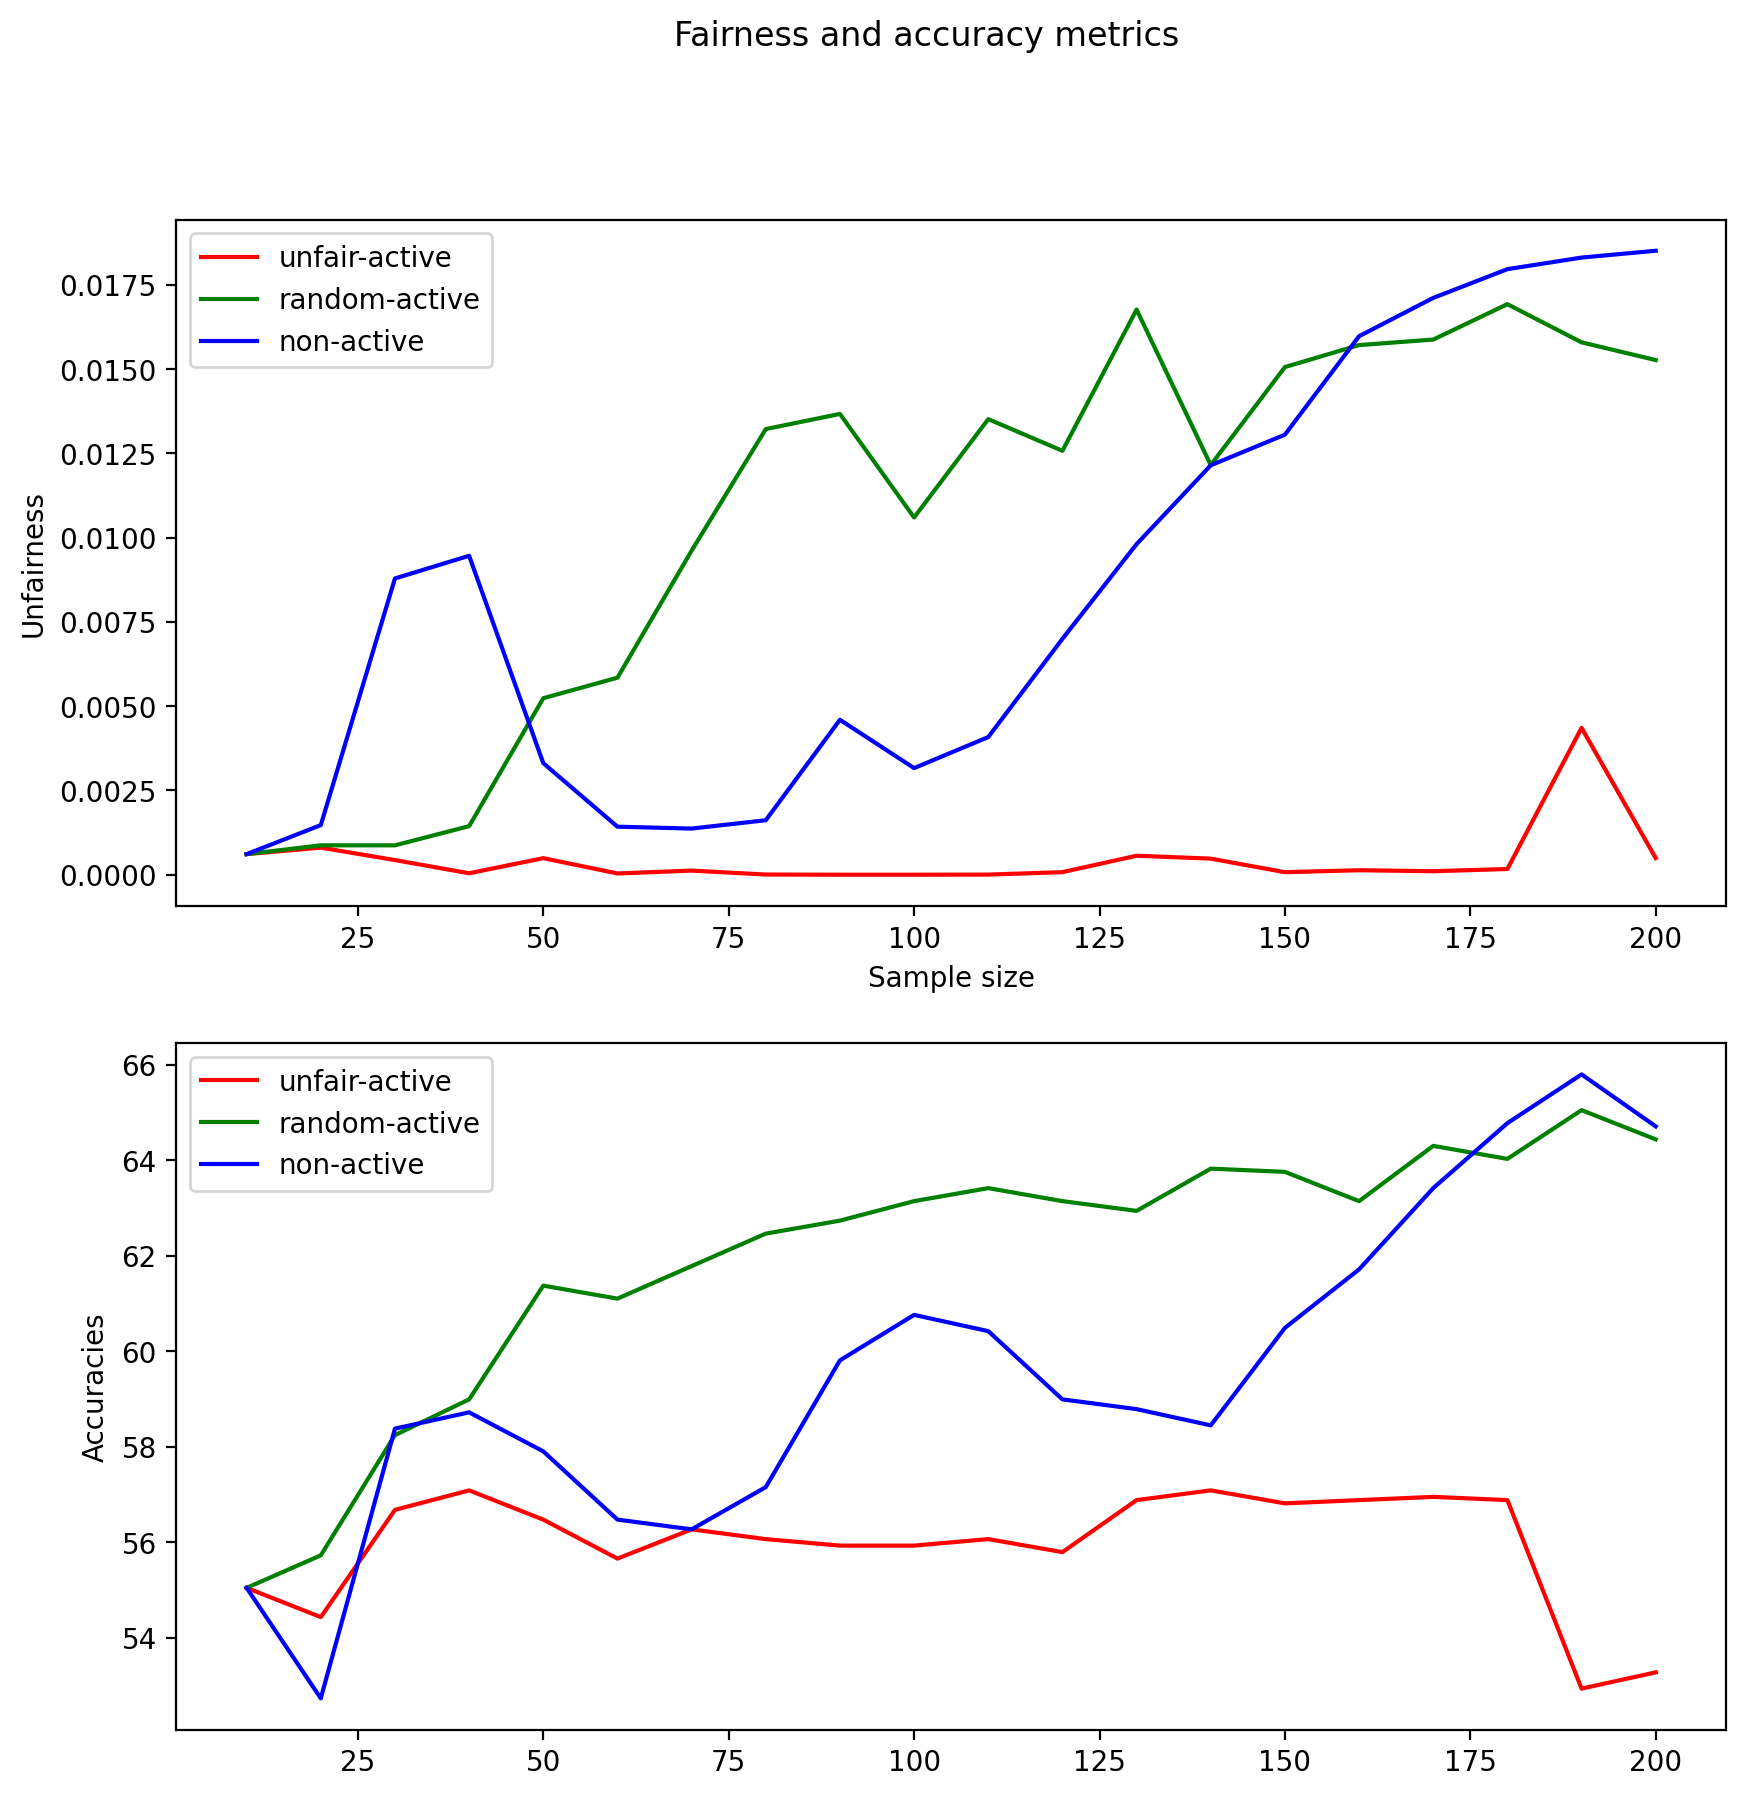 Fairness and accuracy metrics
unfair-active
random-active
non-active
0.0175
0.0150
0.0125
0.0100
0.0075
0.0050
0.0025
0.0000
Unfairness
25 50 75 100 125 150 175 200
Sample size
unfair-active
random-active
non-active
66
64
62
60
58
56
54
Accuracies
25 50 75 100 125 150 175 200